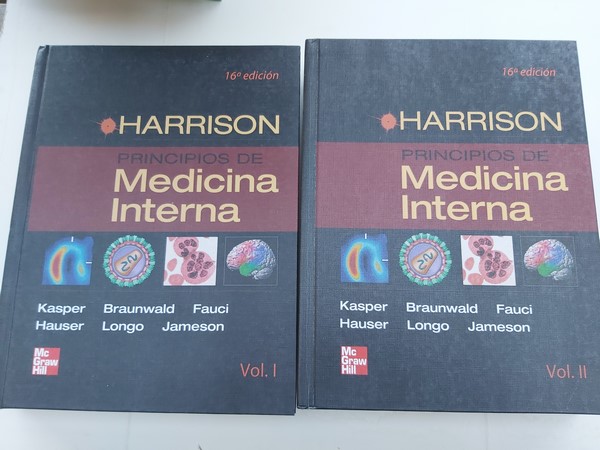 16ª edición
HARRISON
PRINCIPIOS DE
Medicina
Interna
Kasper Braunwald Fauci
Hauser Longo Jameson
Mc
Graw
Hill
Vol. I
16ª edición
HARRISON
PRINCIPIOS DE
Medicina
Interna
Kasper Braunwald Fauci
Hauser Longo Jameson
Mc
Graw
Hill
Vol. II